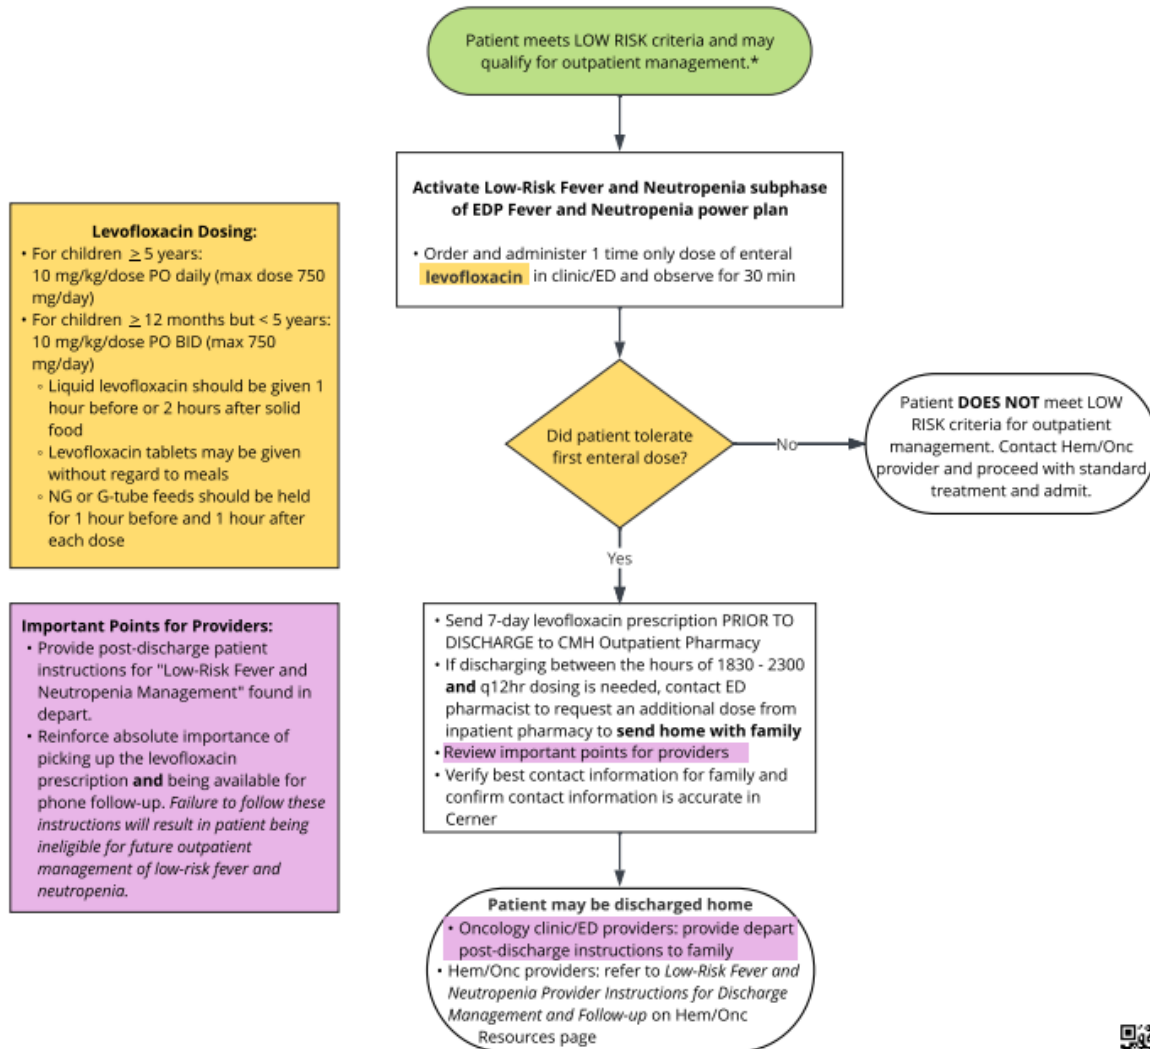 Patient meets LOW RISK criteria and may
qualify for outpatient management.*
Activate Low-Risk Fever and Neutropenia subphase
of EDP Fever and Neutropenia power plan
• Order and administer 1 time only dose of enteral
levofloxacin in clinic/ED and observe for 30 min
Levofloxacin Dosing:
• For children ≥ 5 years:
10 mg/kg/dose PO daily (max dose 750
mg/day)
• For children ≥ 12 months but < 5 years:
10 mg/kg/dose PO BID (max 750
mg/day)
◦ Liquid levofloxacin should be given 1
hour before or 2 hours after solid
food
◦ Levofloxacin tablets may be given
without regard to meals
◦ NG or G-tube feeds should be held
for 1 hour before and 1 hour after
each dose
Did patient tolerate
first enteral dose?
No
Patient DOES NOT meet LOW
RISK criteria for outpatient
management. Contact Hem/Onc
provider and proceed with standard
treatment and admit.
Yes
Important Points for Providers:
• Provide post-discharge patient
instructions for "Low-Risk Fever and
Neutropenia Management" found in
depart.
• Reinforce absolute importance of
picking up the levofloxacin
prescription and being available for
phone follow-up. Failure to follow these
instructions will result in patient being
ineligible for future outpatient
management of low-risk fever and
neutropenia.
• Send 7-day levofloxacin prescription PRIOR TO
DISCHARGE to CMH Outpatient Pharmacy
• If discharging between the hours of 1830 - 2300
and q12hr dosing is needed, contact ED
pharmacist to request an additional dose from
inpatient pharmacy to send home with family
• Review important points for providers
• Verify best contact information for family and
confirm contact information is accurate in
Cerner
Patient may be discharged home
• Oncology clinic/ED providers: provide depart
post-discharge instructions to family
• Hem/Onc providers: refer to Low-Risk Fever and
Neutropenia Provider Instructions for Discharge
Management and Follow-up on Hem/Onc
Resources page